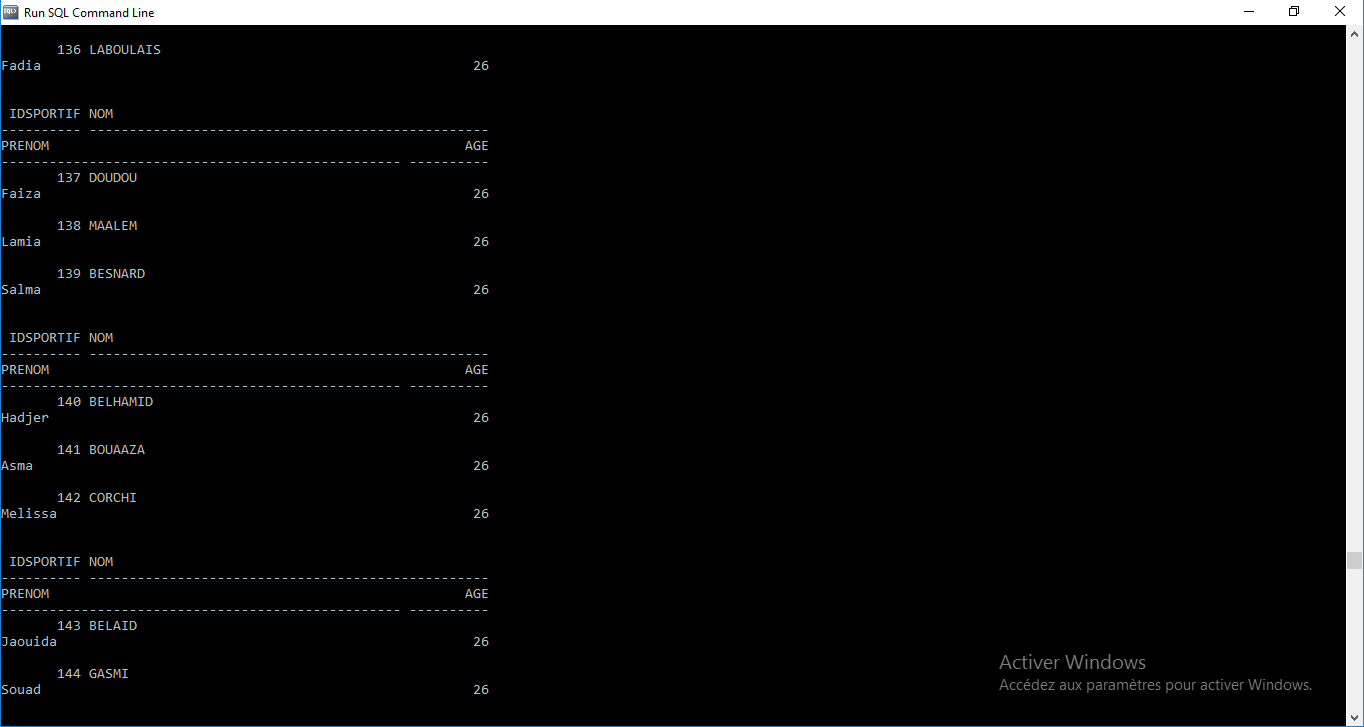 Run SQL Command Line
136 LABOULAIS
Fadia 26
IDSPORTIF NOM
---------- --------------------------------------------------
PRENOM AGE
-------------------------------------------------- ----------
137 DOUDOU
Faiza 26
138 MAALEM
Lamia 26
139 BESNARD
Salma 26
IDSPORTIF NOM
---------- --------------------------------------------------
PRENOM AGE
-------------------------------------------------- ----------
140 BELHAMID
Hadjer 26
141 BOUAAZA
Asma 26
142 CORCHI
Melissa 26
IDSPORTIF NOM
---------- --------------------------------------------------
PRENOM AGE
-------------------------------------------------- ----------
143 BELAID
Jaouida 26
144 GASMI
Souad 26
Activer Windows
Accédez aux paramètres pour activer Windows.